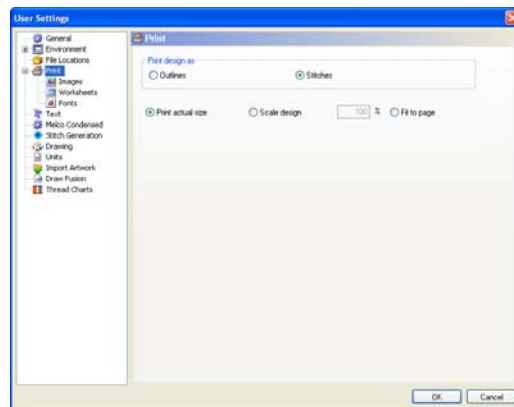 User Settings
General
Environment
File Locations
Print
Images
Worksheets
Fonts
Text
Melco Condensed
Stitch Generation
Drawing
Units
Import Artwork
Draw Fusion
Thread Charts
Print
Print design as
Outlines Stitches
Print actual size Scale design 100 % Fit to page
OK Cancel